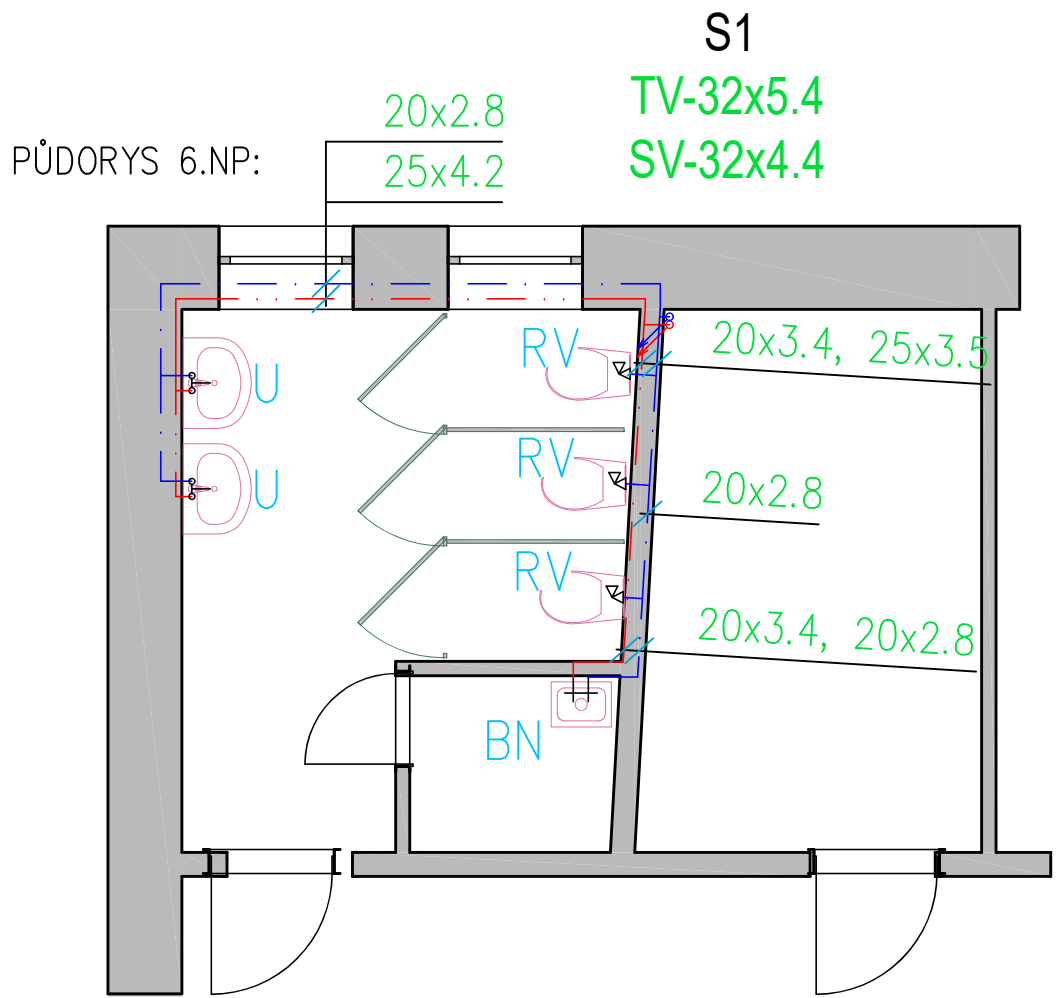 S1
TV-32x5.4
SV-32x4.4
20x2.8
PŮDORYS 6.NP:
25x4.2
RV
20x3.4, 25x3.5
U
RV
20x2.8
U
RV
20x3.4, 20x2.8
BN